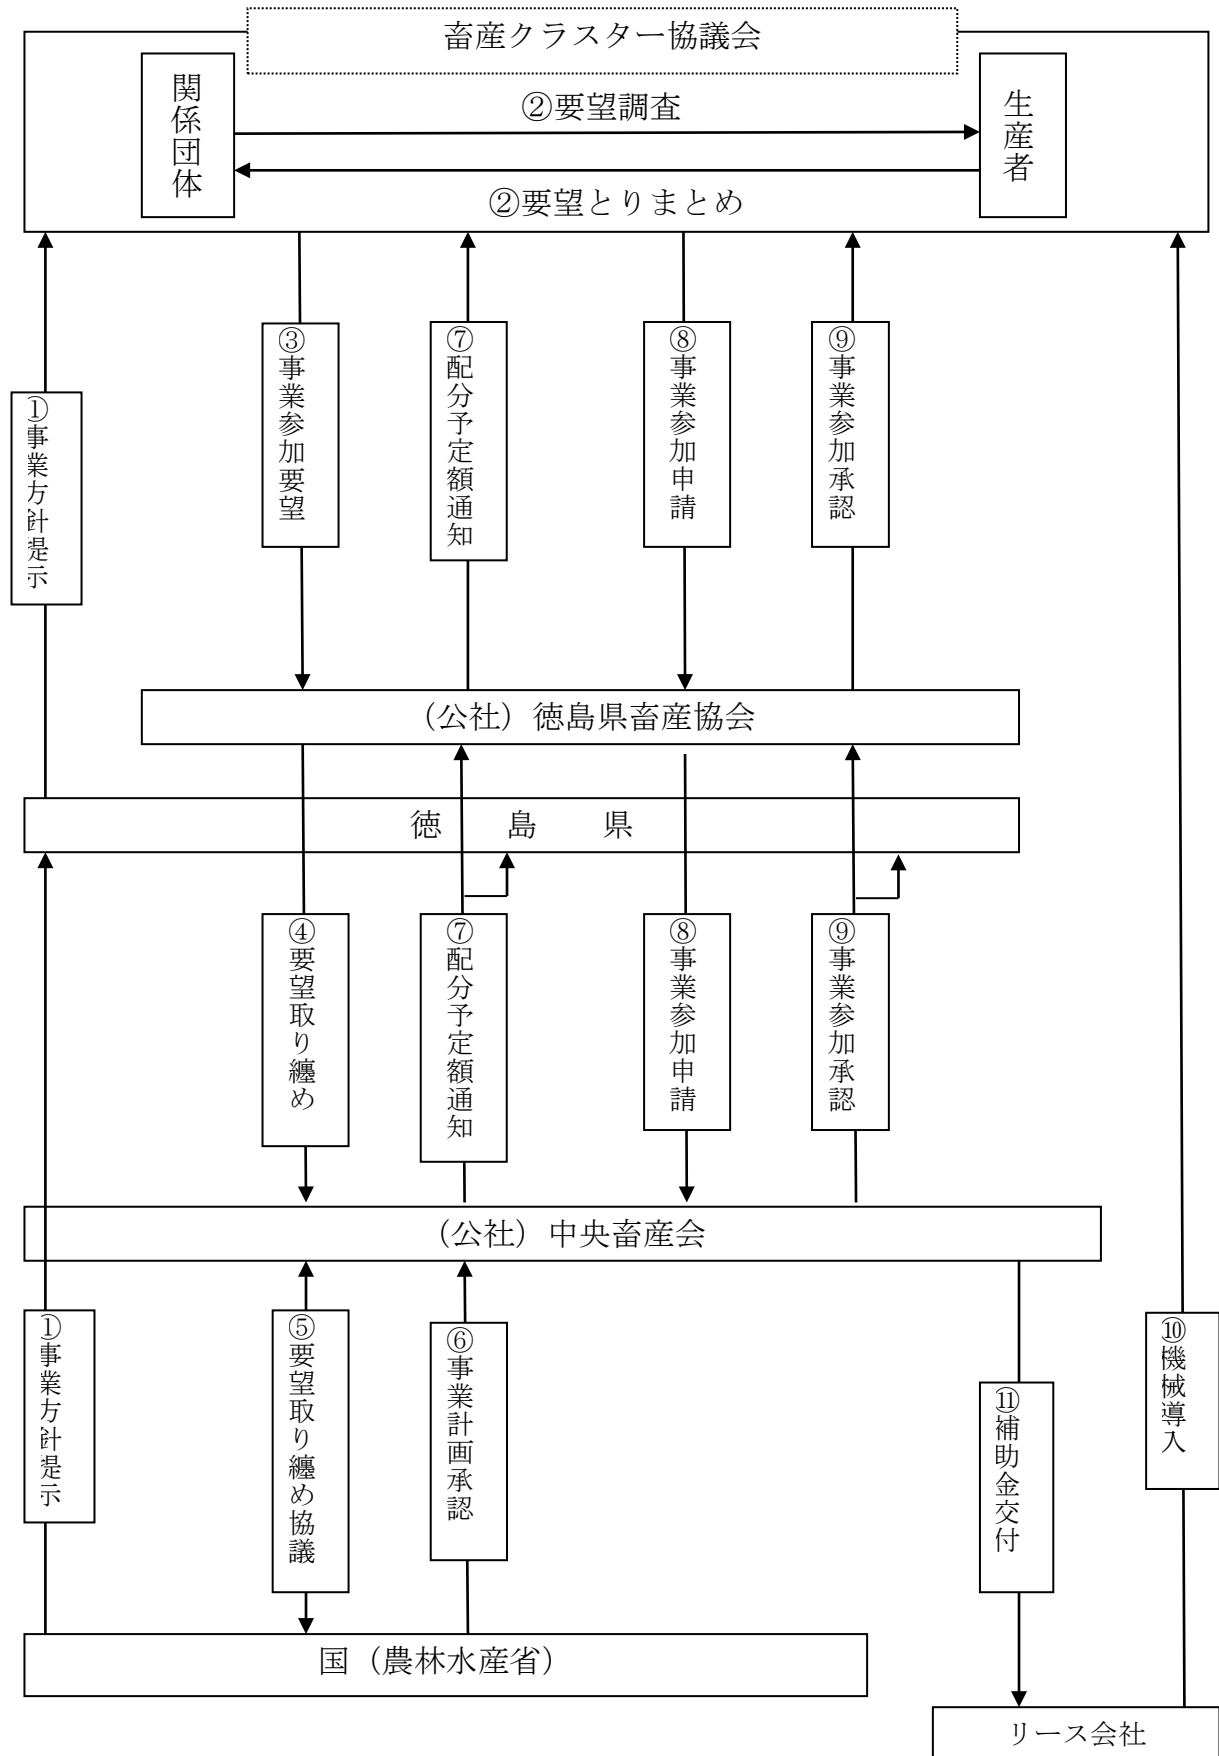 畜産クラスター協議会
関係団体
②要望調査
生産者
②要望とりまとめ
①事業方針提示
③事業参加要望
⑦配分予定額通知
⑧事業参加申請
⑨事業参加承認
（公社）徳島県畜産協会
徳島県
④要望取り纏め
⑦配分予定額通知
⑧事業参加申請
⑨事業参加承認
（公社）中央畜産会
①事業方針提示
⑤要望取り纏め協議
⑥事業計画承認
⑪補助金交付
⑩機械導入
国（農林水産省）
リース会社